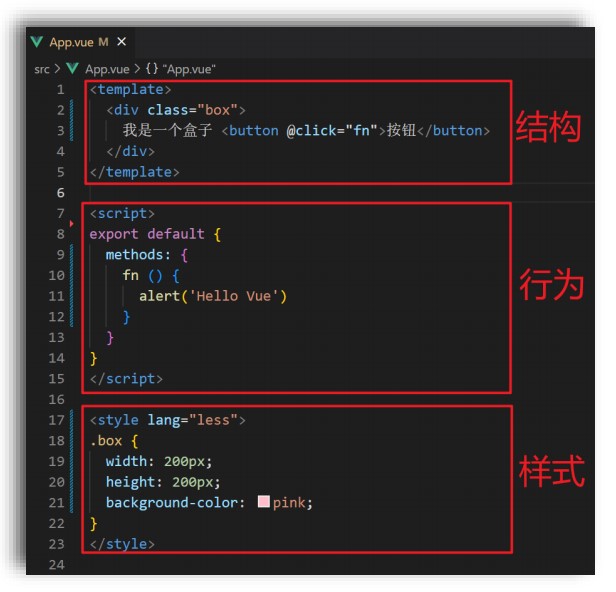 App.vue M ✕
src > App.vue > {} "App.vue"
1 <template>
2 <div class="box">
3 我是一个盒子 <button @click="fn">按钮</button>
4 </div>
5 </template>
结构
6
7 <script>
8 export default {
9 methods: {
10 fn () {
11 alert('Hello Vue')
12 }
13 }
14 }
15 </script>
行为
16
17 <style lang="less">
18 .box {
19 width: 200px;
20 height: 200px;
21 background-color: pink;
22 }
23 </style>
样式
24